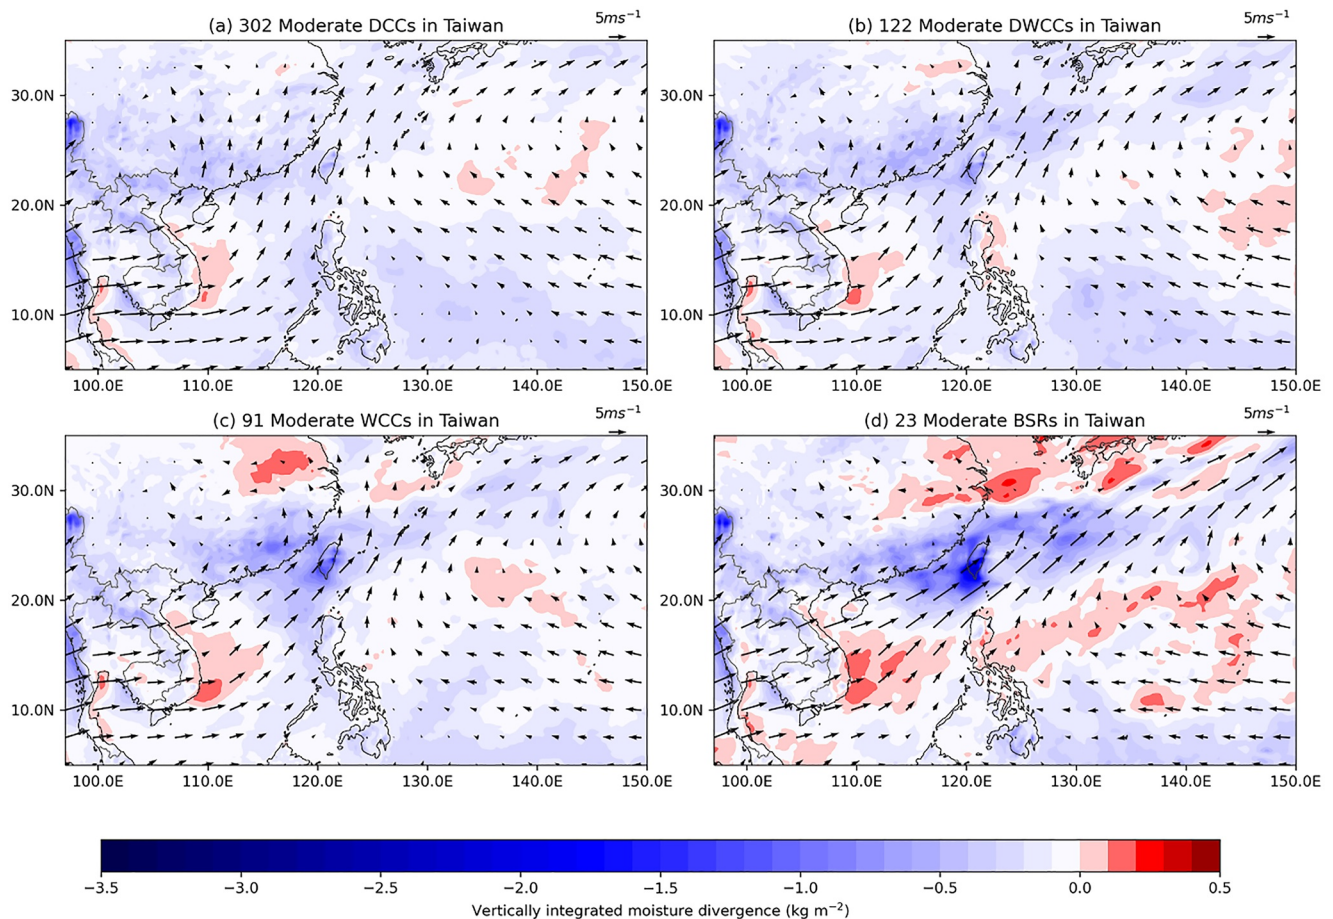 (a) 302 Moderate DCCs in Taiwan 5ms⁻¹
(b) 122 Moderate DWCCs in Taiwan 5ms⁻¹
30.0N 30.0N
20.0N 20.0N
10.0N 10.0N
100.0E 110.0E 120.0E 130.0E 140.0E 150.0E
100.0E 110.0E 120.0E 130.0E 140.0E 150.0E
(c) 91 Moderate WCCs in Taiwan 5ms⁻¹
(d) 23 Moderate BSRs in Taiwan 5ms⁻¹
30.0N 30.0N
20.0N 20.0N
10.0N 10.0N
100.0E 110.0E 120.0E 130.0E 140.0E 150.0E
100.0E 110.0E 120.0E 130.0E 140.0E 150.0E
−3.5 −3.0 −2.5 −2.0 −1.5 −1.0 −0.5 0.0 0.5
Vertically integrated moisture divergence (kg m⁻²)